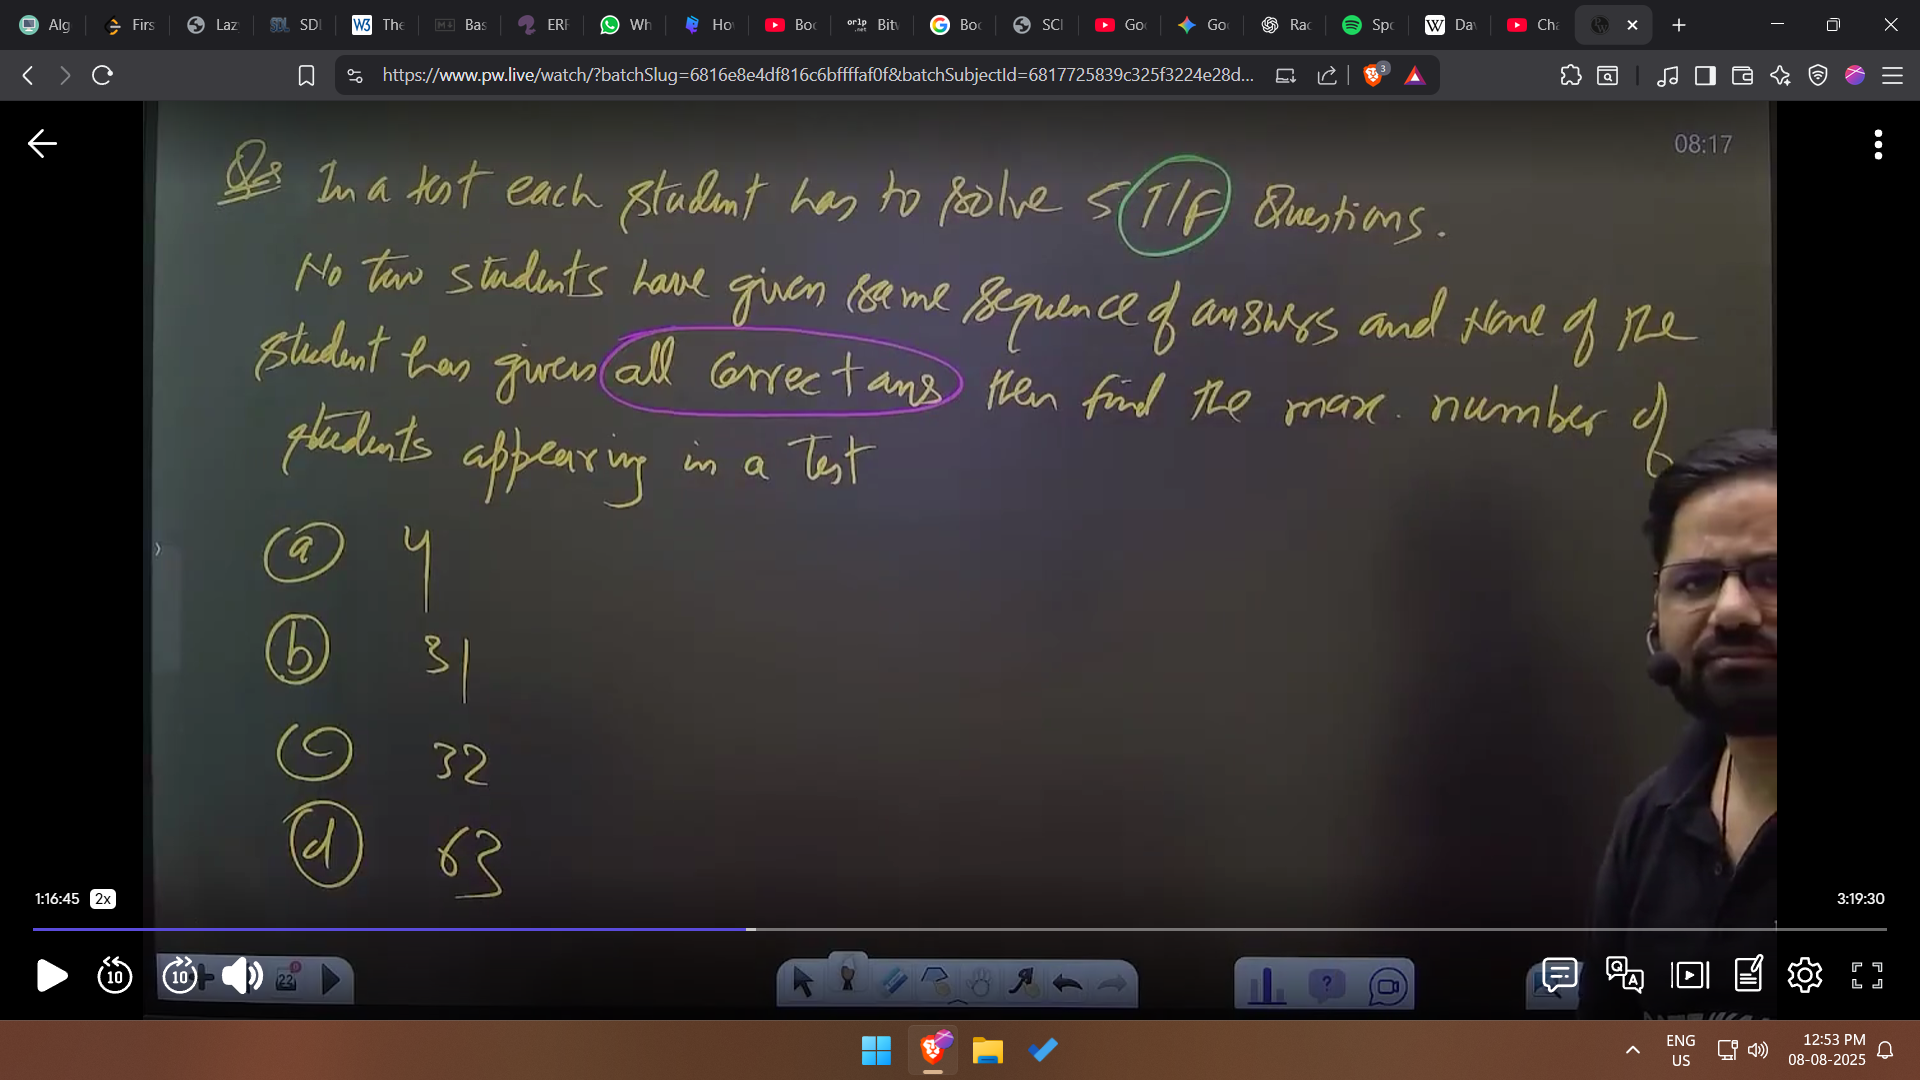 Alg
Firs
Laz
SDI
The
Bas
ERF
Wh
Ho
Boo
Bitv
Boo
SCI
Goo
Goo
Rac
Spo
Dav
Cha
https://www.pw.live/watch/?batchSlug=6816e8e4df816c6bffffaf0f&batchSubjectId=6817725839c325f3224e28d...
3
08:17
Qs In a test each student has to solve 5 T/F Questions.
No two students have given same sequence of answers and None of the
student has given all correct ans then find the max. number of
students appearing in a test
a 4
b 31
c 32
d 63
1:16:45 2x
3:19:30
10
10
22
ENG
US
12:53 PM
08-08-2025